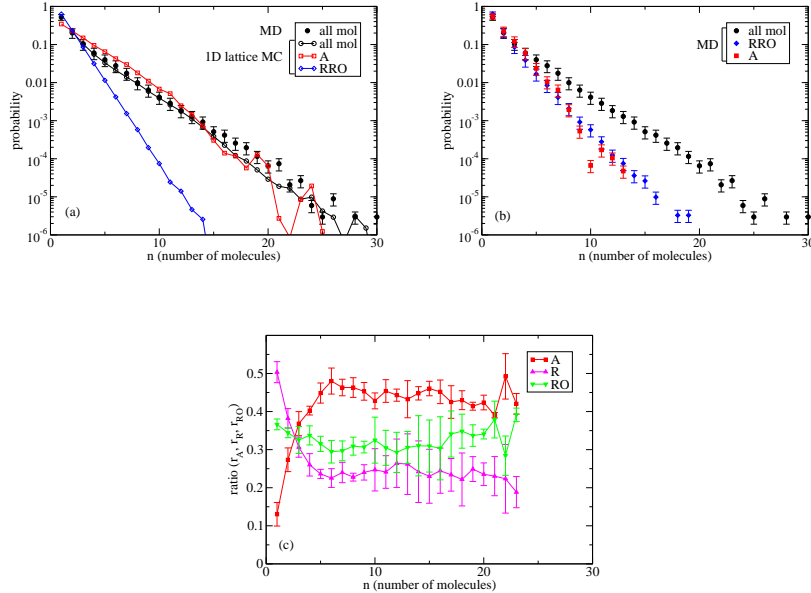 1
0.1
0.01
10⁻³
10⁻⁴
10⁻⁵
10⁻⁶
probability
MD
all mol
1D lattice MC
all mol
A
RRO
(a)
0 10 20 30
n (number of molecules)
1
0.1
0.01
10⁻³
10⁻⁴
10⁻⁵
10⁻⁶
probability
all mol
MD
RRO
A
(b)
0 10 20 30
n (number of molecules)
0.5
0.4
0.3
0.2
0.1
0
ratio (r_A, r_R, r_RO)
A
R
RO
(c)
0 10 20 30
n (number of molecules)